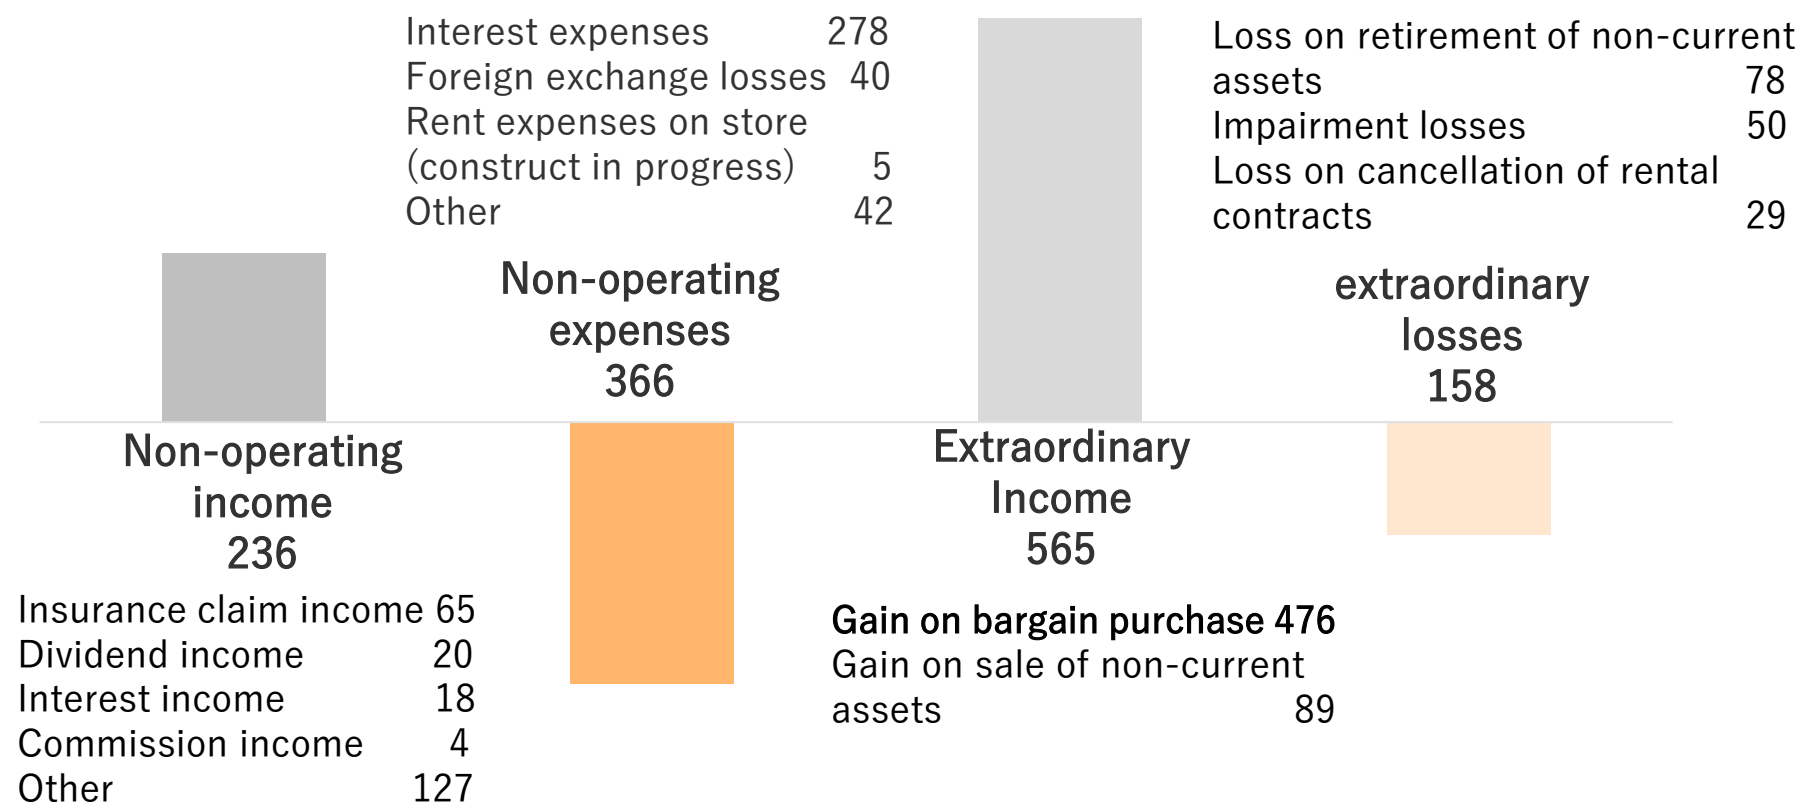 Interest expenses 278
Foreign exchange losses 40
Rent expenses on store
(construct in progress) 5
Other 42
Loss on retirement of non-current
assets 78
Impairment losses 50
Loss on cancellation of rental
contracts 29
Non-operating
expenses
366
extraordinary
losses
158
Non-operating
income
236
Extraordinary
Income
565
Insurance claim income 65
Dividend income 20
Interest income 18
Commission income 4
Other 127
Gain on bargain purchase 476
Gain on sale of non-current
assets 89